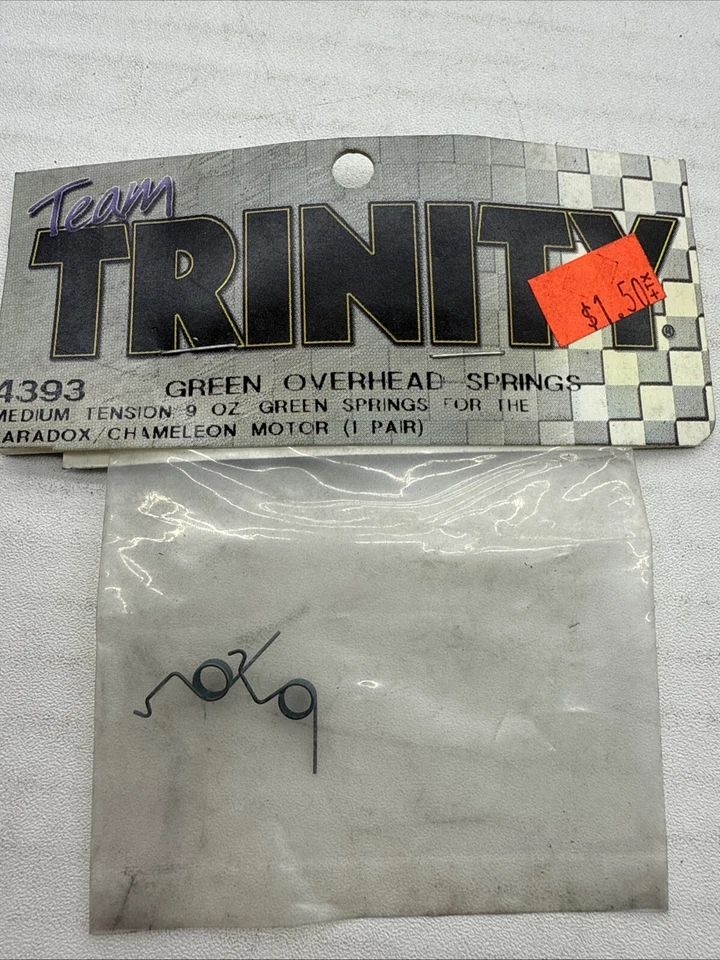 Team
TRINITY
$1.50
+TX
®
4393 GREEN OVERHEAD SPRINGS
MEDIUM TENSION 9 OZ GREEN SPRINGS FOR THE
ARADOX/CHAMELEON MOTOR (1 PAIR)